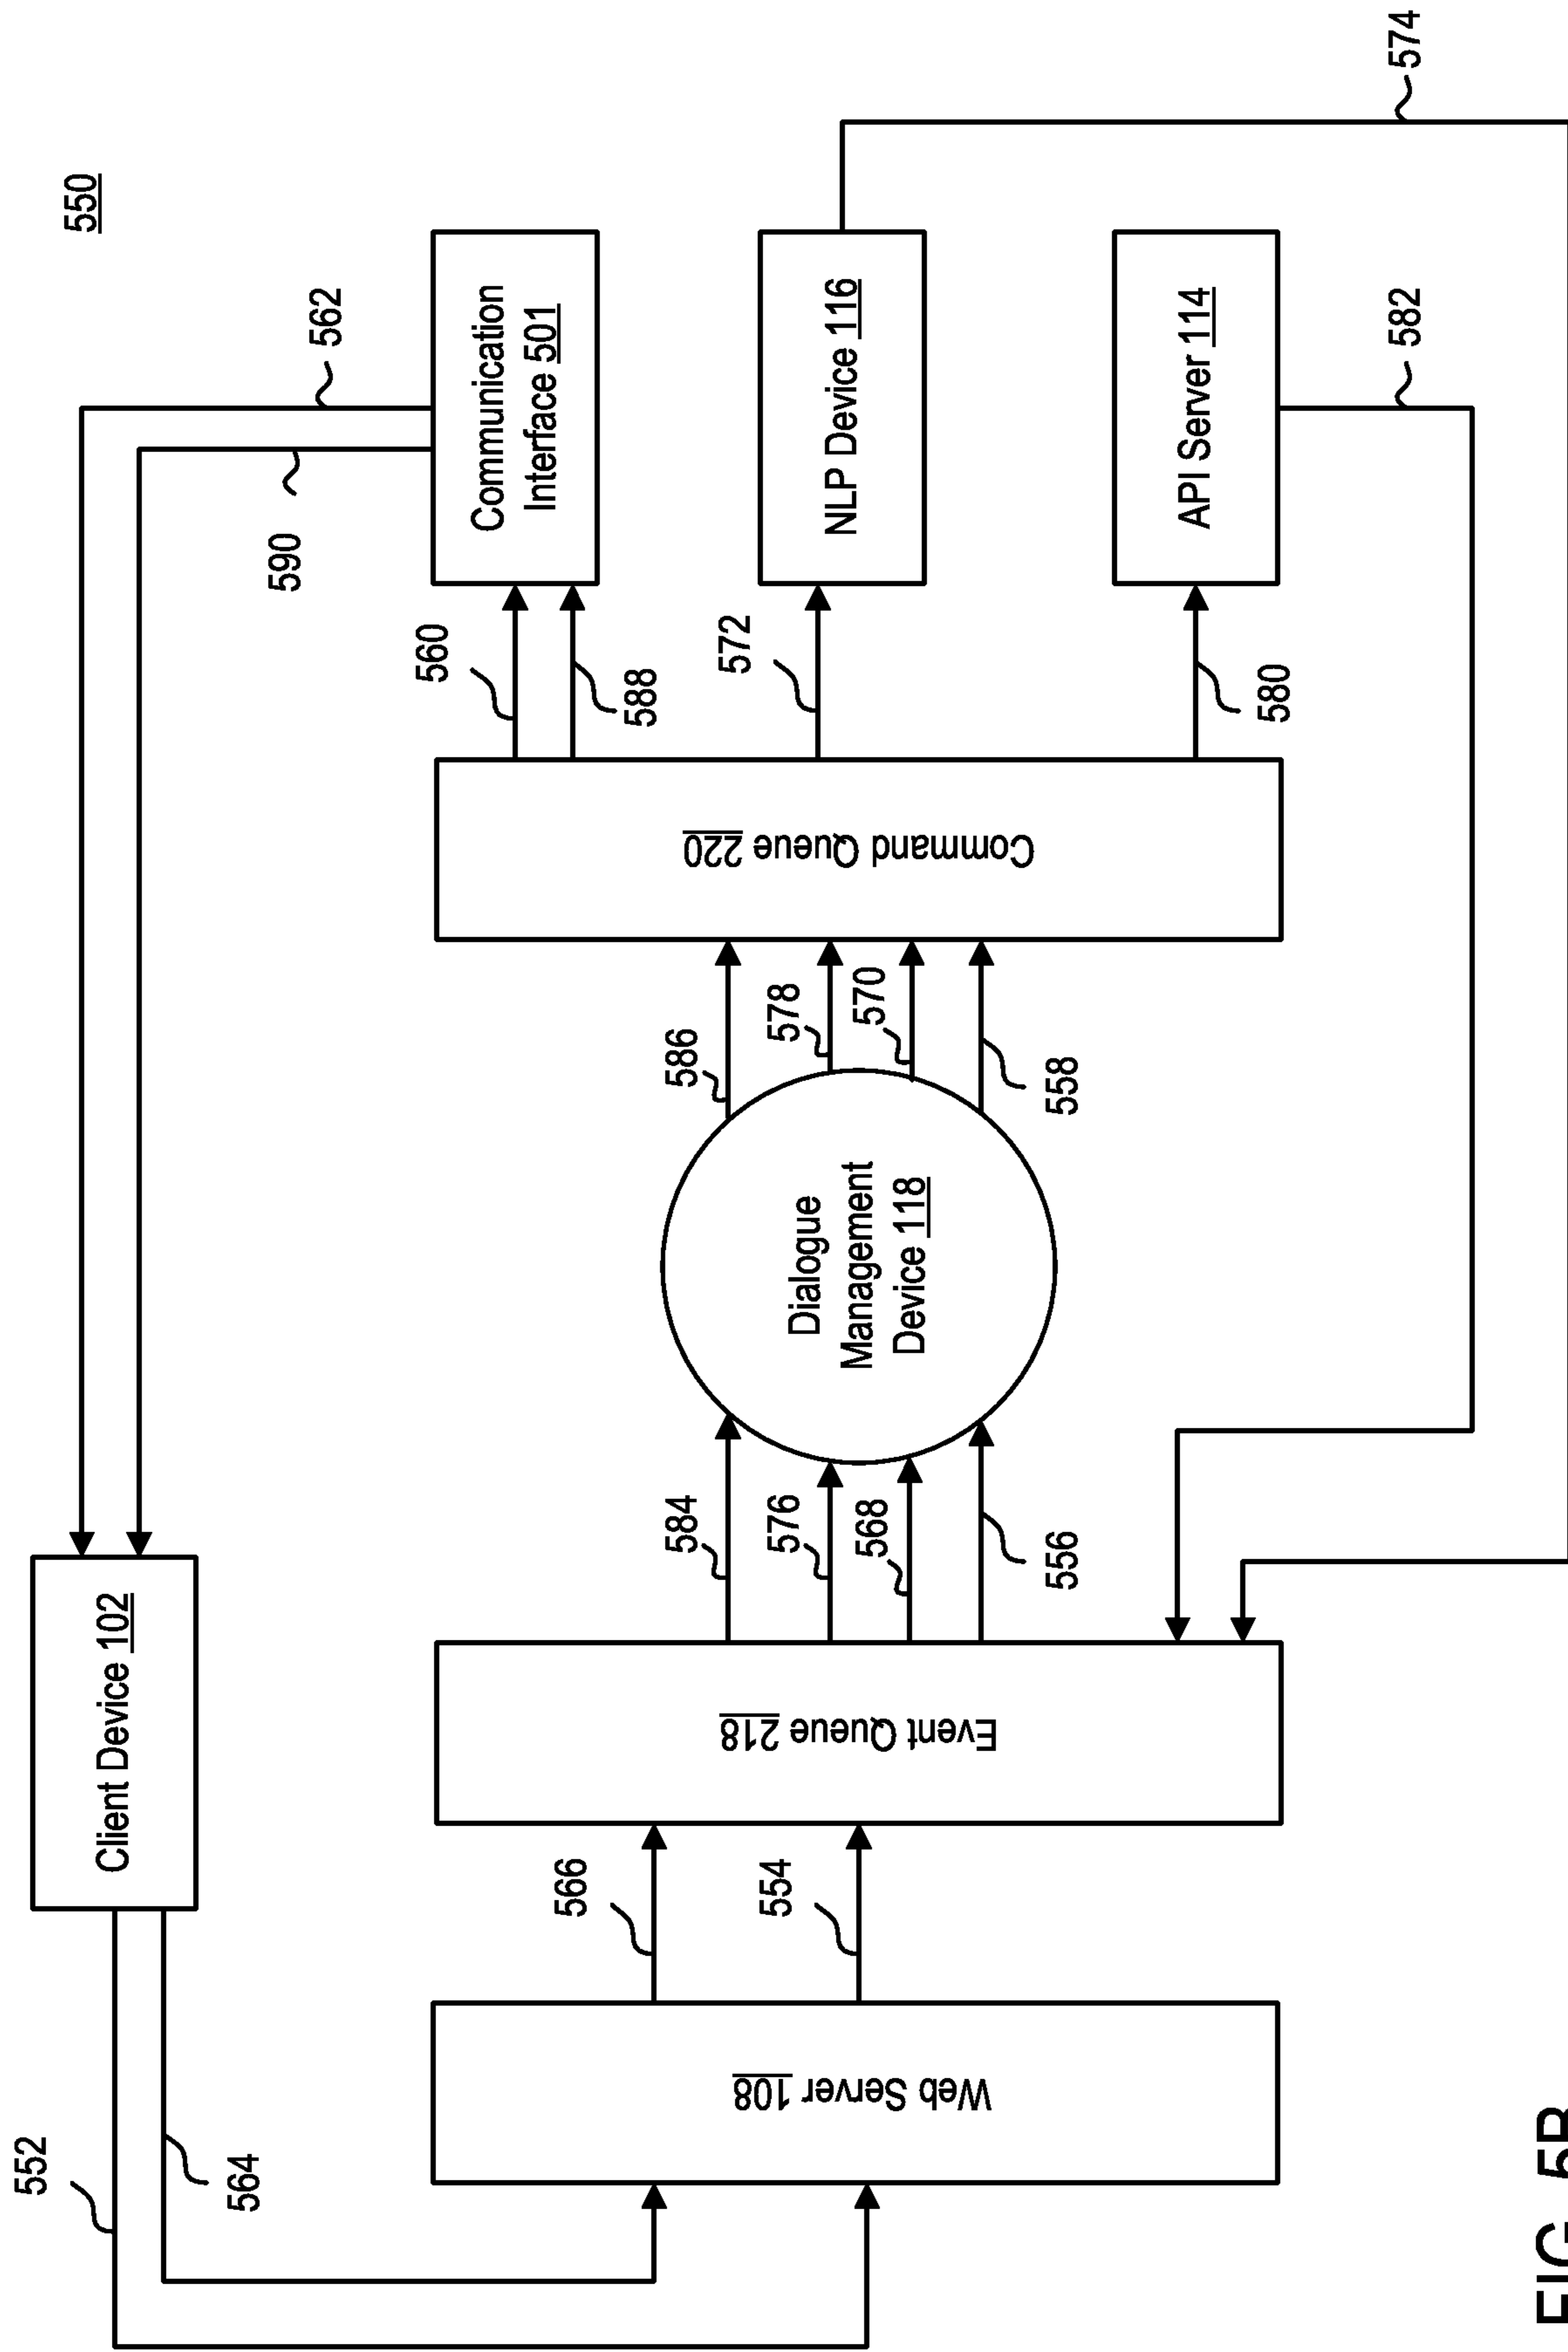 550
Client Device 102
552
564
590
562
Web Server 108
566
554
Event Queue 218
584
576
568
556
Dialogue
Management
Device 118
586
578
570
558
Command Queue 220
560
588
572
580
Communication
Interface 501
NLP Device 116
API Server 114
582
574
FIG. 5B